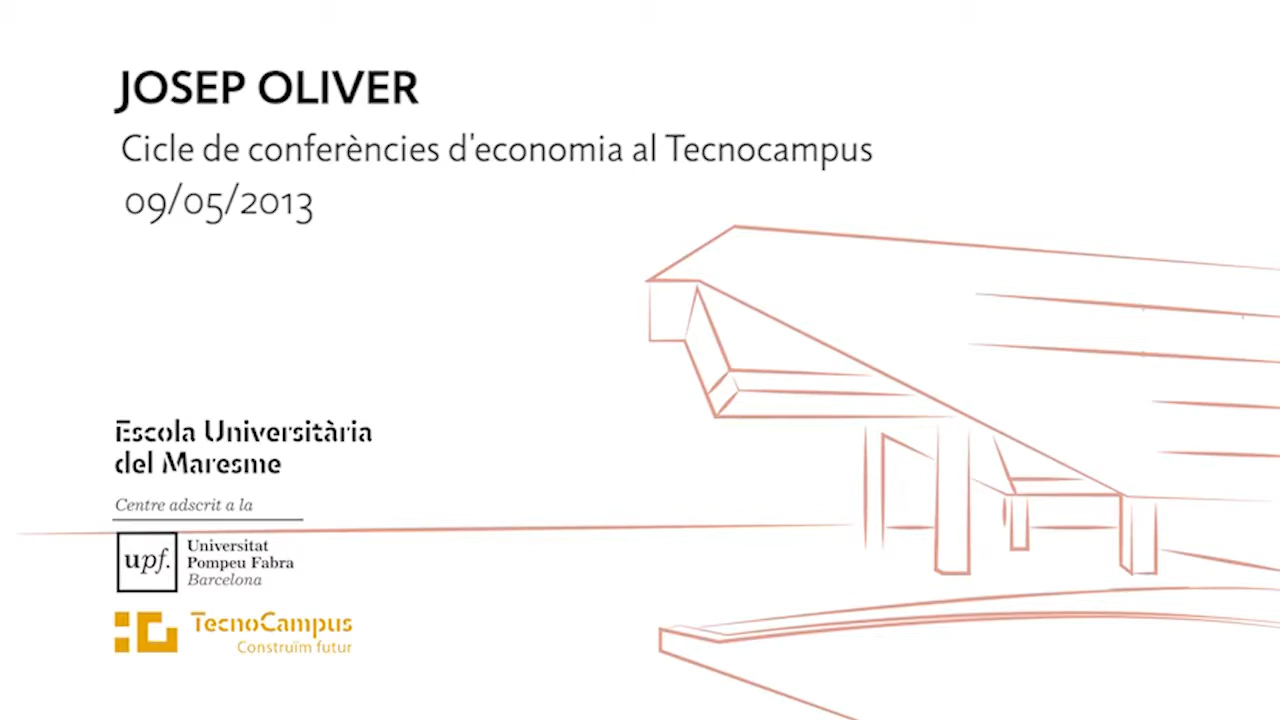 JOSEP OLIVER
Cicle de conferències d'economia al Tecnocampus
09/05/2013
Escola Universitària
del Maresme
Centre adscrit a la
upf.
Universitat
Pompeu Fabra
Barcelona
TecnoCampus
Construïm futur